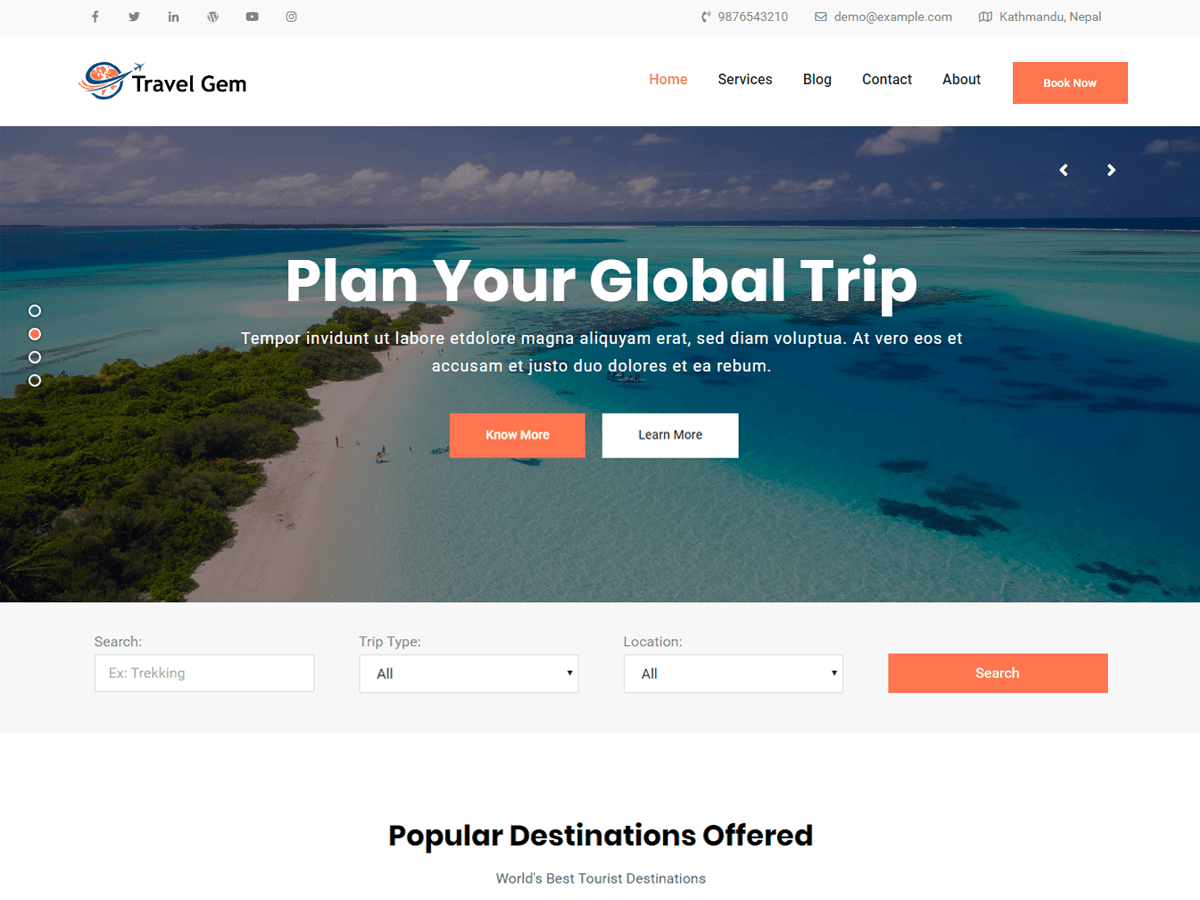 9876543210 demo@example.com Kathmandu, Nepal
Travel Gem
Home Services Blog Contact About Book Now
Plan Your Global Trip
Tempor invidunt ut labore etdolore magna aliquyam erat, sed diam voluptua. At vero eos et
accusam et justo duo dolores et ea rebum.
Know More Learn More
Search: Trip Type: Location:
Ex: Trekking All All Search
Popular Destinations Offered
World's Best Tourist Destinations